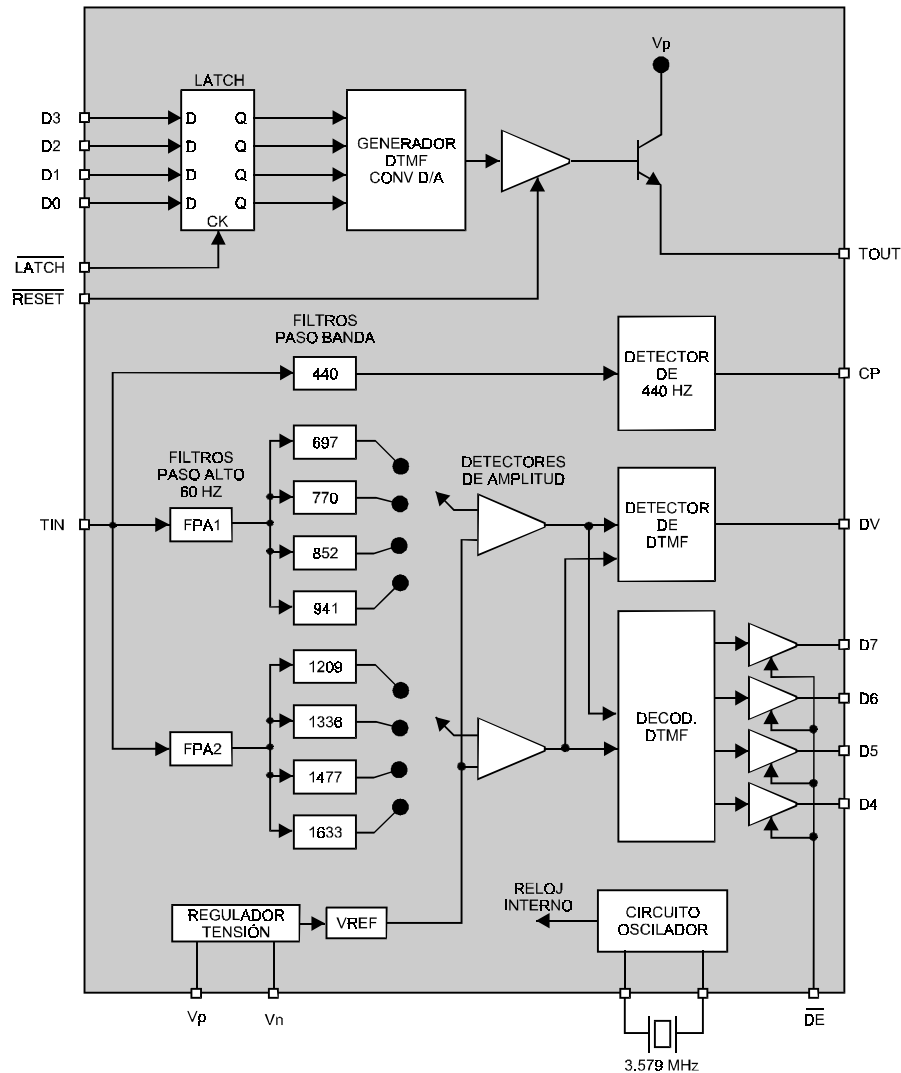 Vp
LATCH
D3
D
Q
D2
D
Q
D1
D
Q
D0
D
Q
CK
GENERADOR
DTMF
CONV D/A
LATCH
RESET
TOUT
FILTROS
PASO BANDA
440
DETECTOR
DE
440 HZ
CP
FILTROS
PASO ALTO
60 HZ
697
770
852
941
DETECTORES
DE AMPLITUD
TIN
FPA1
DETECTOR
DE
DTMF
DV
1209
1336
1477
1633
FPA2
DECOD.
DTMF
D7
D6
D5
D4
REGULADOR
TENSIÓN
VREF
RELOJ
INTERNO
CIRCUITO
OSCILADOR
Vp
Vn
DE
3.579 MHz